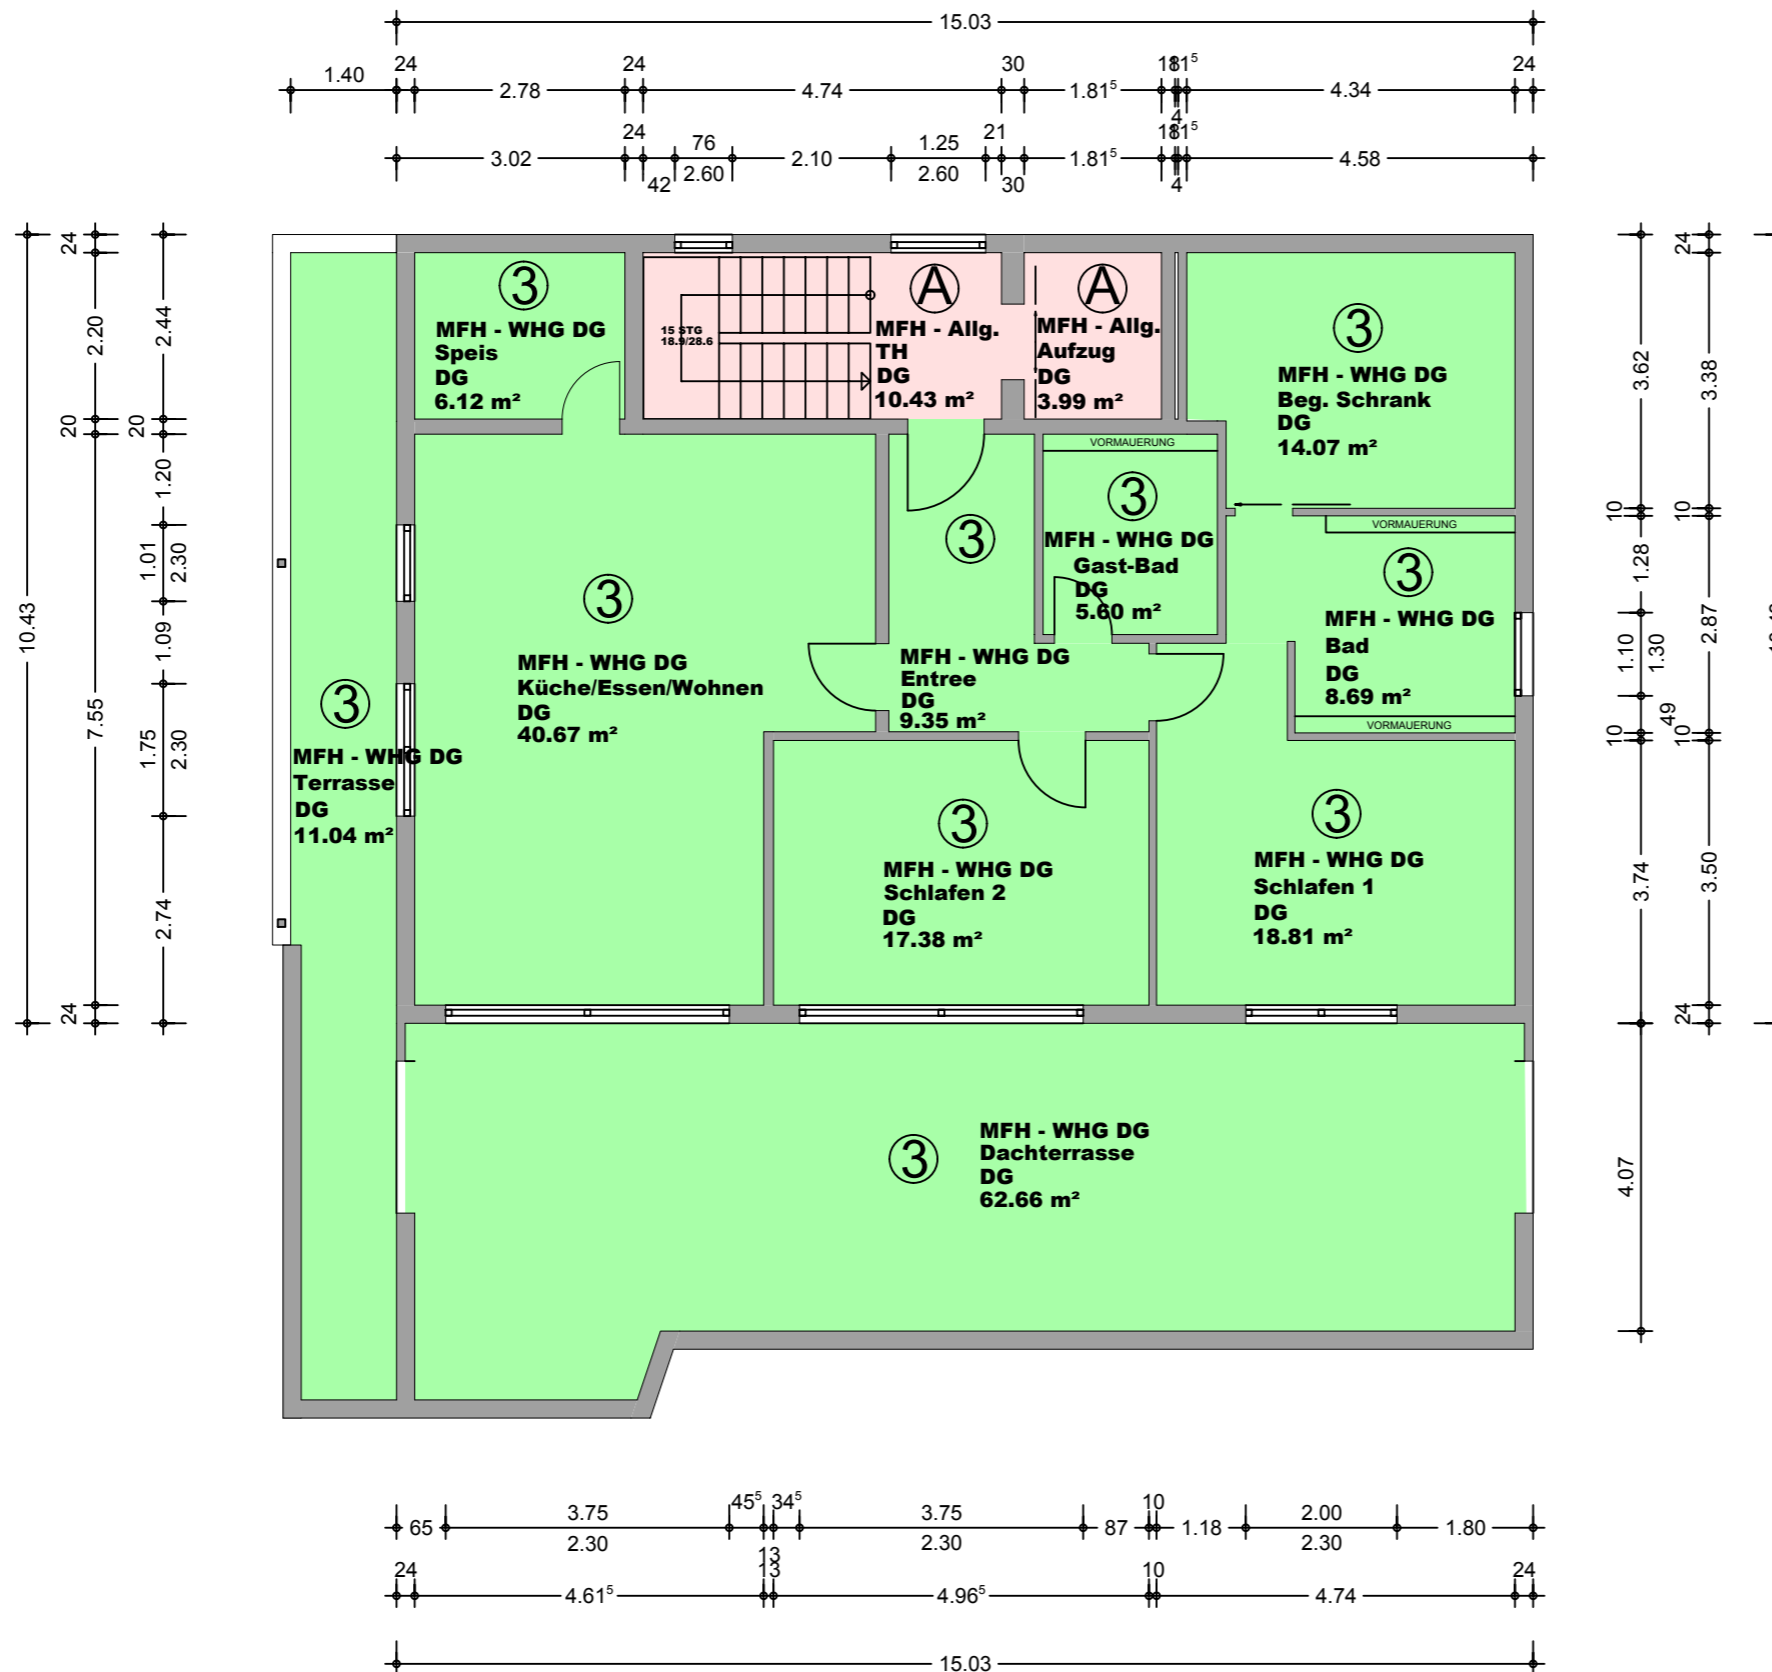 15.03
24 24 30 18 11⁵ 24
1.40 2.78 4.74 1.81⁵ 4 4.34
24 76 1.25 21 18 11⁵
3.02 2.10 1.81⁵ 4.58
42 2.60 2.60 30 4
3
MFH - WHG DG
Speis
DG
6.12 m²
15 STG
18.9/28.6
A
MFH - Allg.
TH
DG
10.43 m²
A
MFH - Allg.
Aufzug
DG
3.99 m²
3
MFH - WHG DG
Beg. Schrank
DG
14.07 m²
VORMAUERUNG
3
MFH - WHG DG
Gast-Bad
DG
5.60 m²
VORMAUERUNG
3
MFH - WHG DG
Bad
DG
8.69 m²
VORMAUERUNG
3
MFH - WHG DG
Entree
DG
9.35 m²
3
MFH - WHG DG
Küche/Essen/Wohnen
DG
40.67 m²
3
MFH - WHG DG
Terrasse
DG
11.04 m²
3
MFH - WHG DG
Schlafen 2
DG
17.38 m²
3
MFH - WHG DG
Schlafen 1
DG
18.81 m²
3
MFH - WHG DG
Dachterrasse
DG
62.66 m²
10.43
24 2.20 20 7.55 24
2.44 20 1.20 1.01 1.09 1.75 2.74
2.30 2.30
3.62 10 1.28 1.10 49 10 3.74 4.07
1.30
24 3.38 10 2.87 10 3.50 24
65 3.75 45⁵ 34⁵ 3.75 87 10 1.18 2.00 1.80
2.30 13 2.30 2.30
24 4.61⁵ 13 4.96⁵ 10 4.74 24
15.03